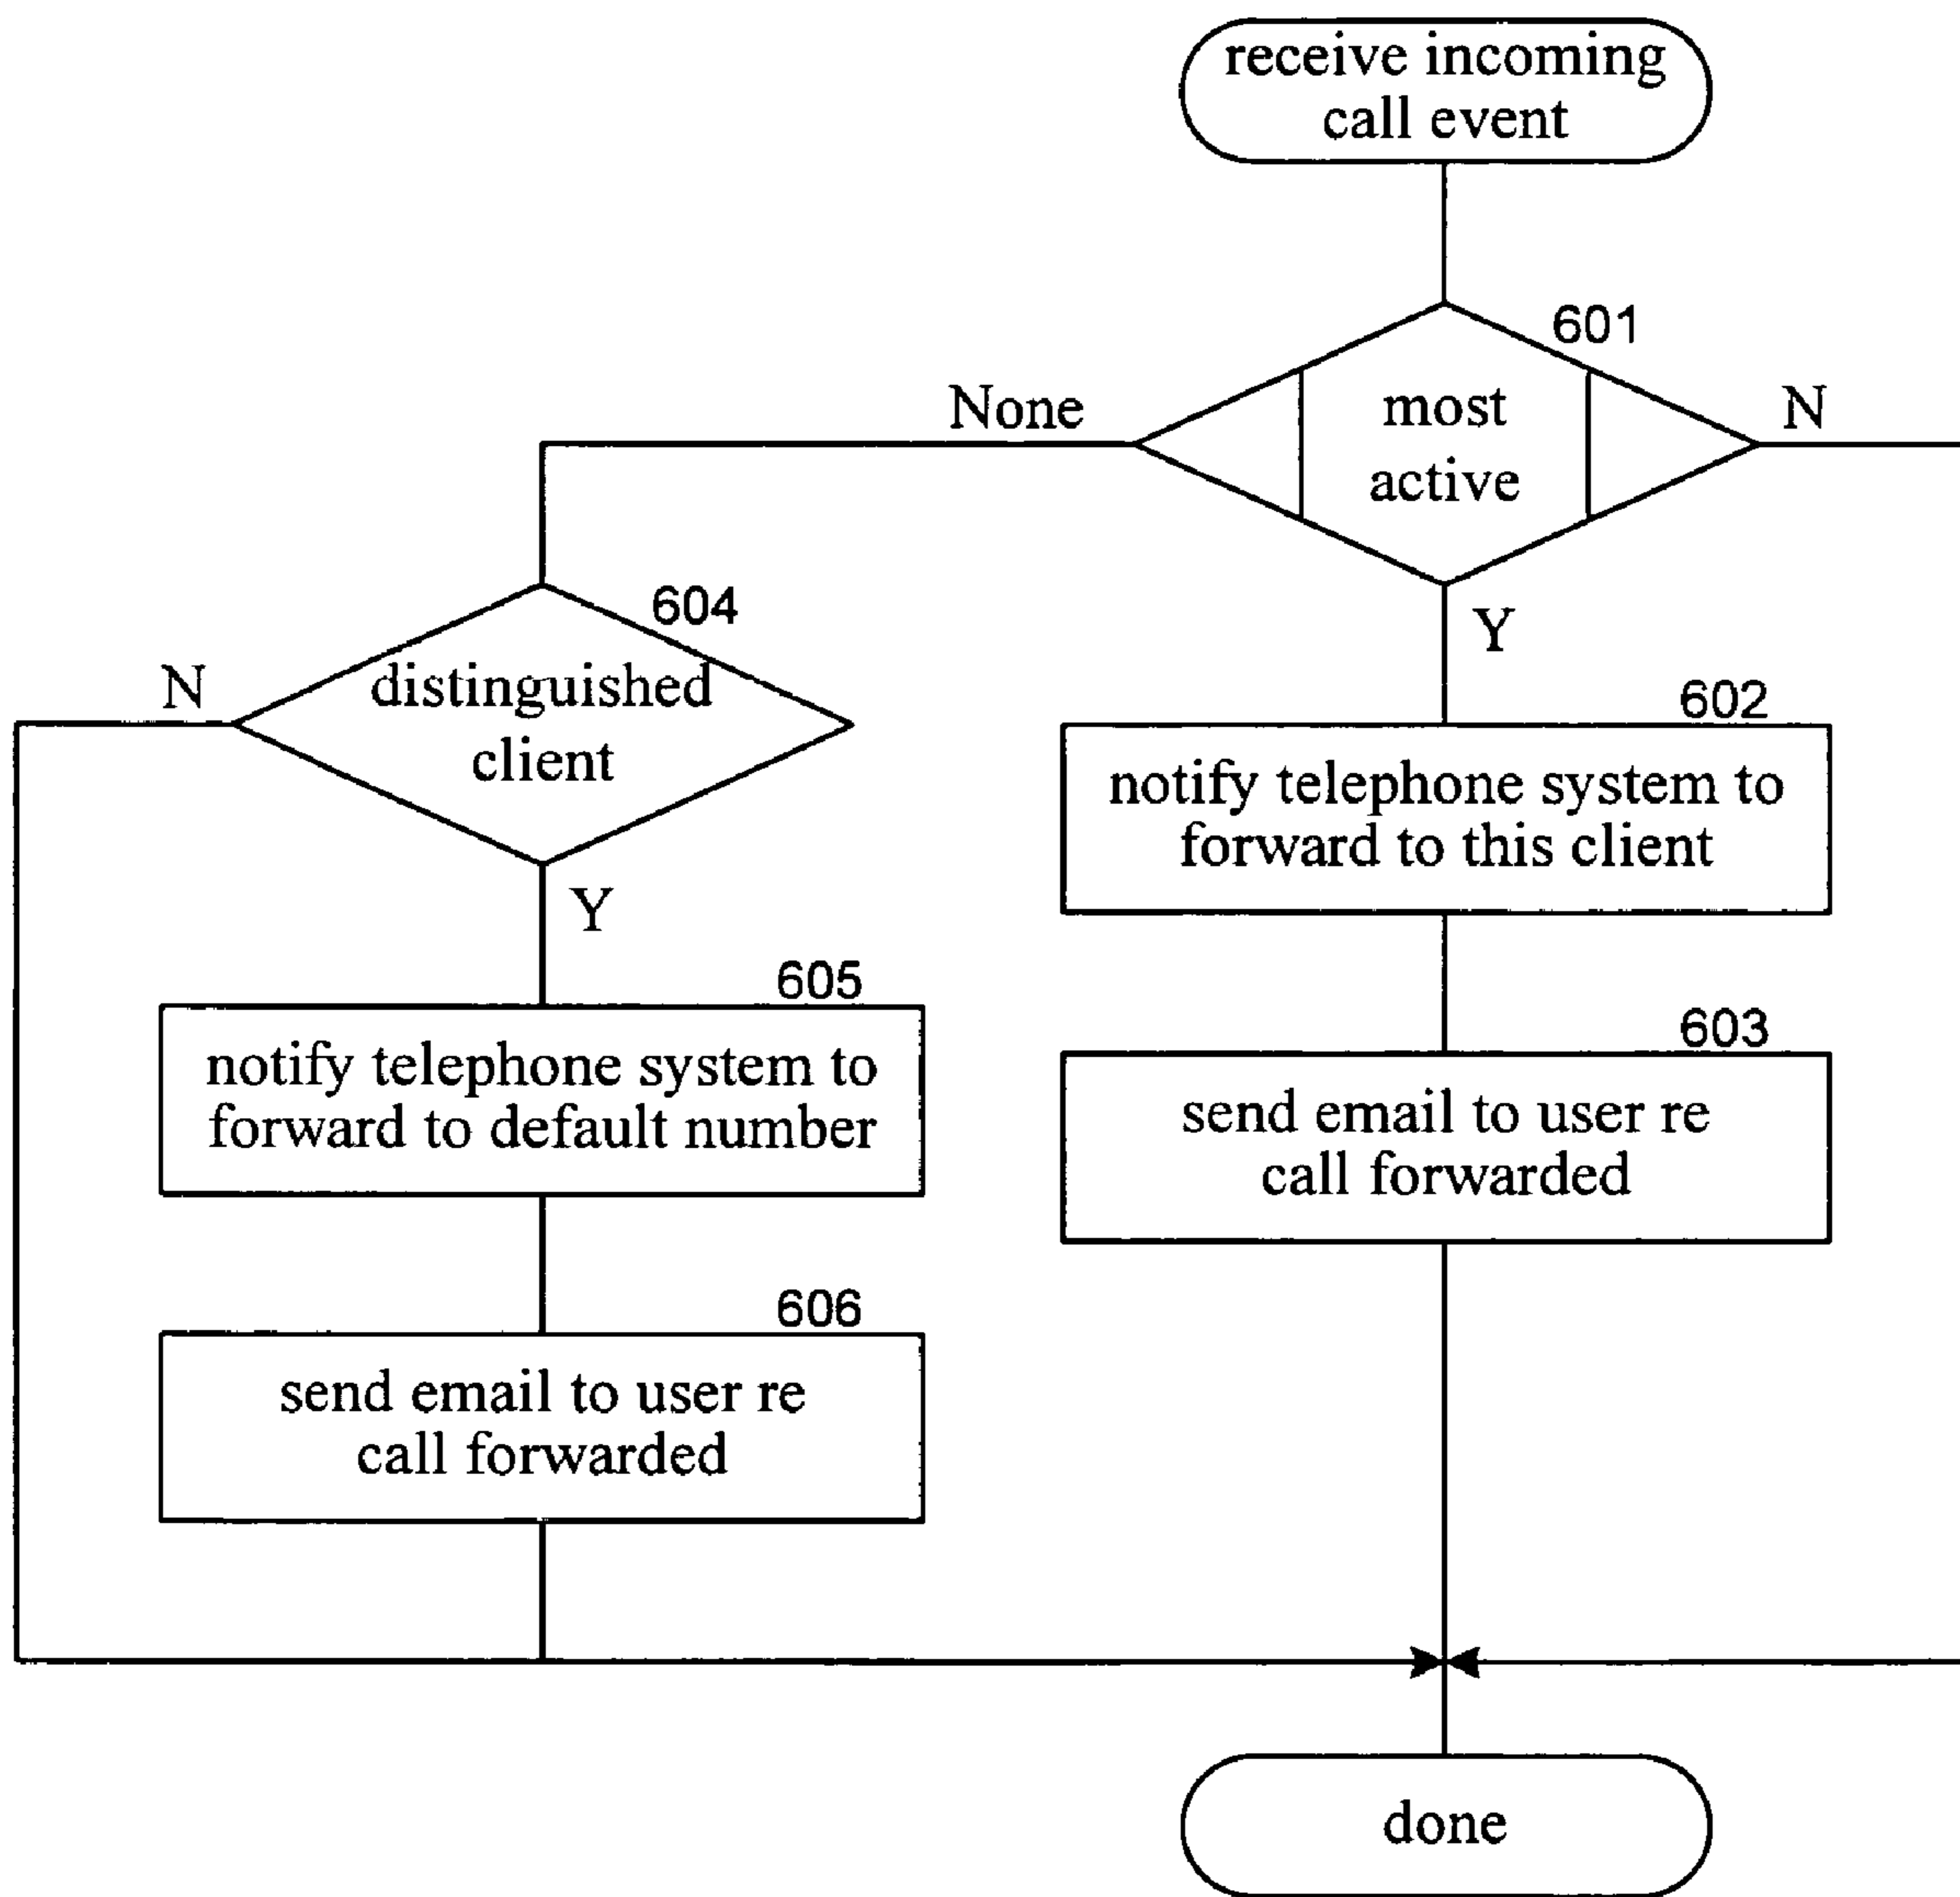 receive incoming
call event
601
None
most
active
N
Y
604
distinguished
client
N
Y
602
notify telephone system to
forward to this client
605
notify telephone system to
forward to default number
603
send email to user re
call forwarded
606
send email to user re
call forwarded
done